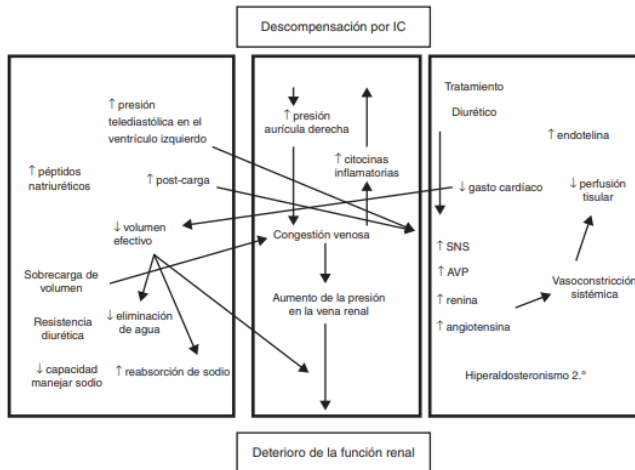 Descompensación por IC
↑ presión
telediastólica en el
ventrículo izquierdo
↑ péptidos
natriuréticos
↑ post-carga
↓ volumen
efectivo
Sobrecarga de
volumen
Resistencia
diurética
↓ eliminación
de agua
↓ capacidad
manejar sodio
↑ reabsorción de sodio
↑ presión
aurícula derecha
↑ citocinas
inflamatorias
Congestión venosa
Aumento de la presión
en la vena renal
Tratamiento
Diurético
↑ endotelina
↓ gasto cardíaco
↓ perfusión
tisular
↑ SNS
↑ AVP
↑ renina
↑ angiotensina
Vasoconstricción
sistémica
Hiperaldosteronismo 2.°
Deterioro de la función renal